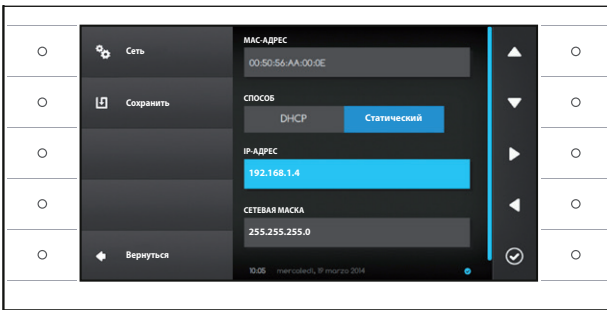 Сеть
Сохранить
Вернуться
МАС-АДРЕС
00:50:56:AA:00:0E
СПОСОБ
DHCP Статический
IP-АДРЕС
192.168.1.4
СЕТЕВАЯ МАСКА
255.255.255.0
10:05 mercoledì, 19 marzo 2014